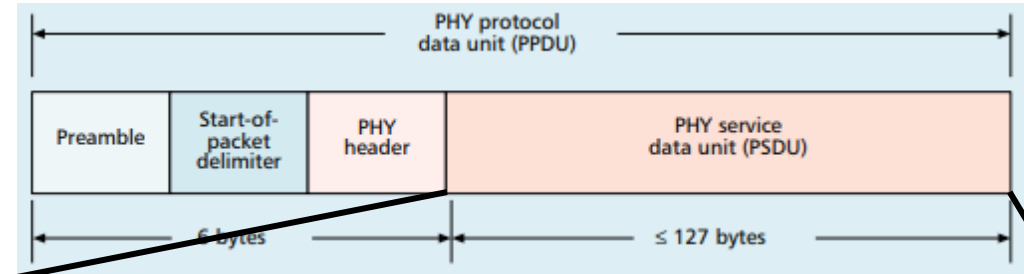 PHY protocol
data unit (PPDU)
Preamble
Start-of-
packet
delimiter
PHY
header
PHY service
data unit (PSDU)
6 bytes
≤ 127 bytes